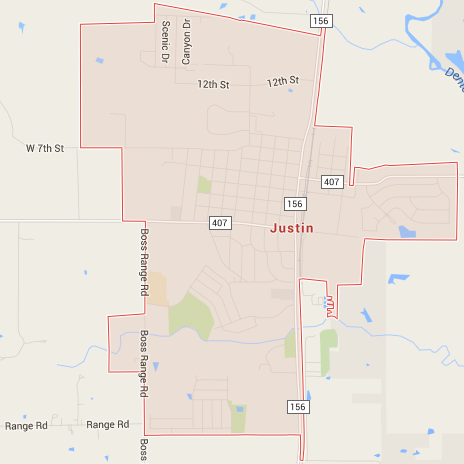 156
Scenic Dr
Canyon Dr
12th St
12th St
W 7th St
407
156
407
Justin
Boss Range Rd
Boss Range Rd
156
Range Rd
Range Rd
Boss